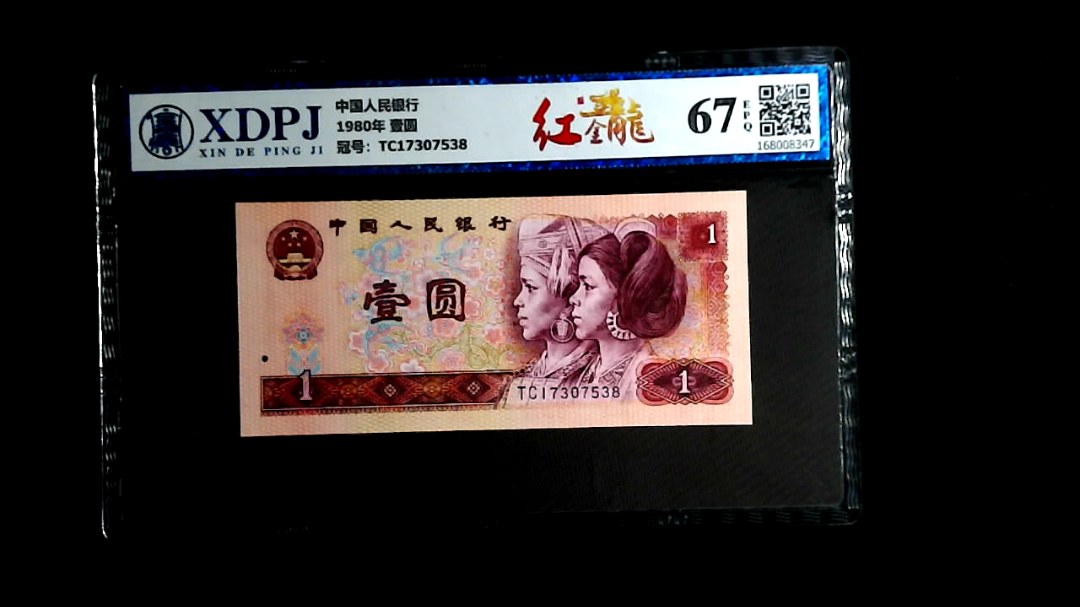 XDPJ
XIN DE PING JI
中国人民银行
1980年 壹圆
冠号: TC17307538
红金龍
67
EPQ
168008347
中国人民银行
1
壹圆
1
TC17307538
1